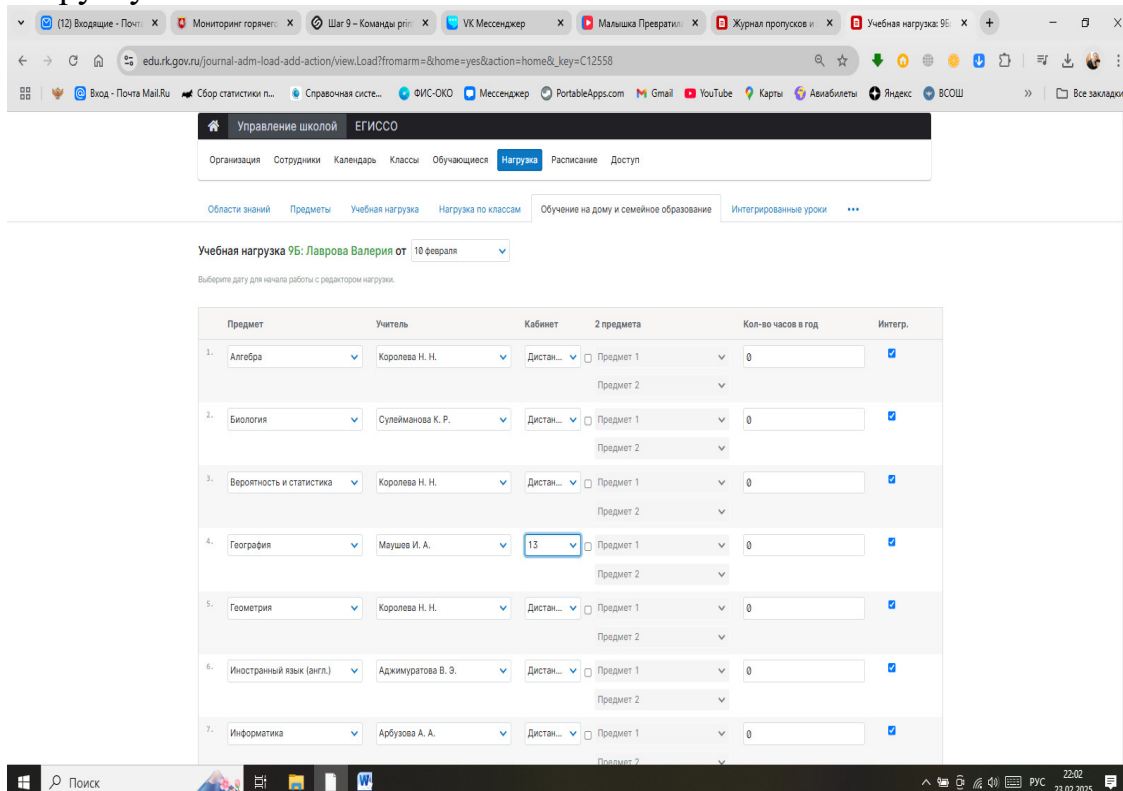 (12) Входящие - Почт
Мониторинг горячег
Шаг 9 – Команды prin
VK Мессенджер
Малышка Превратил
Журнал пропусков и
Учебная нагрузка: 9Б
edu.rk.gov.ru/journal-adm-load-add-action/view.Load?fromarm=&home=yes&action=home&l_key=C12558
Вход - Почта Mail.Ru Сбор статистики п... Справочная систе... ФИС-ОКО Мессенджер PortableApps.com Gmail YouTube Карты Авиабилеты Яндекс ВСОШ » Все закладки
Управление школой ЕГИССО
Организация Сотрудники Календарь Классы Обучающиеся Нагрузка Расписание Доступ
Области знаний Предметы Учебная нагрузка Нагрузка по классам Обучение на дому и семейное образование Интегрированные уроки •••
Учебная нагрузка 9Б: Лаврова Валерия от 10 февраля
Выберите дату для начала работы с редактором нагрузки.
Предмет Учитель Кабинет 2 предмета Кол-во часов в год Интегр.
1. Алгебра Королева Н. Н. Дистан... Предмет 1 0
Предмет 2
2. Биология Сулейманова К. Р. Дистан... Предмет 1 0
Предмет 2
3. Вероятность и статистика Королева Н. Н. Дистан... Предмет 1 0
Предмет 2
4. География Маушев И. А. 13 Предмет 1 0
Предмет 2
5. Геометрия Королева Н. Н. Дистан... Предмет 1 0
Предмет 2
6. Иностранный язык (англ.) Аджимуратова В. Э. Дистан... Предмет 1 0
Предмет 2
7. Информатика Арбузова А. А. Дистан... Предмет 1 0
Предмет 2
Поиск
РУС
22:02
23.02.2025